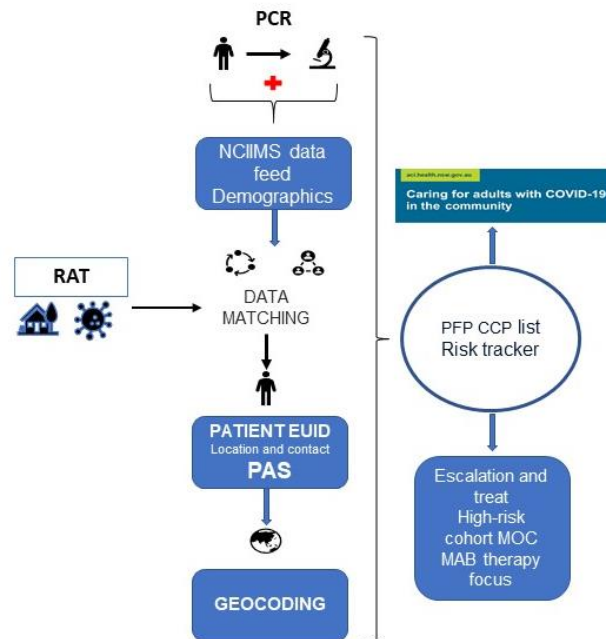 PCR
NCIIMS data
feed
Demographics
RAT
DATA
MATCHING
PATIENT EUID
Location and contact
PAS
GEOCODING
aci.health.nsw.gov.au
Caring for adults with COVID-19
in the community
PFP CCP list
Risk tracker
Escalation and
treat
High-risk
cohort MOC
MAB therapy
focus